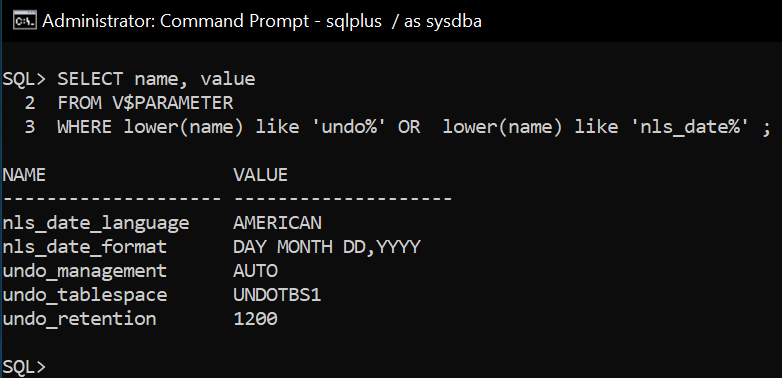 Administrator: Command Prompt - sqlplus  / as sysdba
SQL> SELECT name, value
  2  FROM V$PARAMETER
  3  WHERE lower(name) like 'undo%' OR  lower(name) like 'nls_date%' ;
NAME                 VALUE
-------------------- --------------------
nls_date_language    AMERICAN
nls_date_format      DAY MONTH DD,YYYY
undo_management      AUTO
undo_tablespace      UNDOTBS1
undo_retention       1200
SQL>